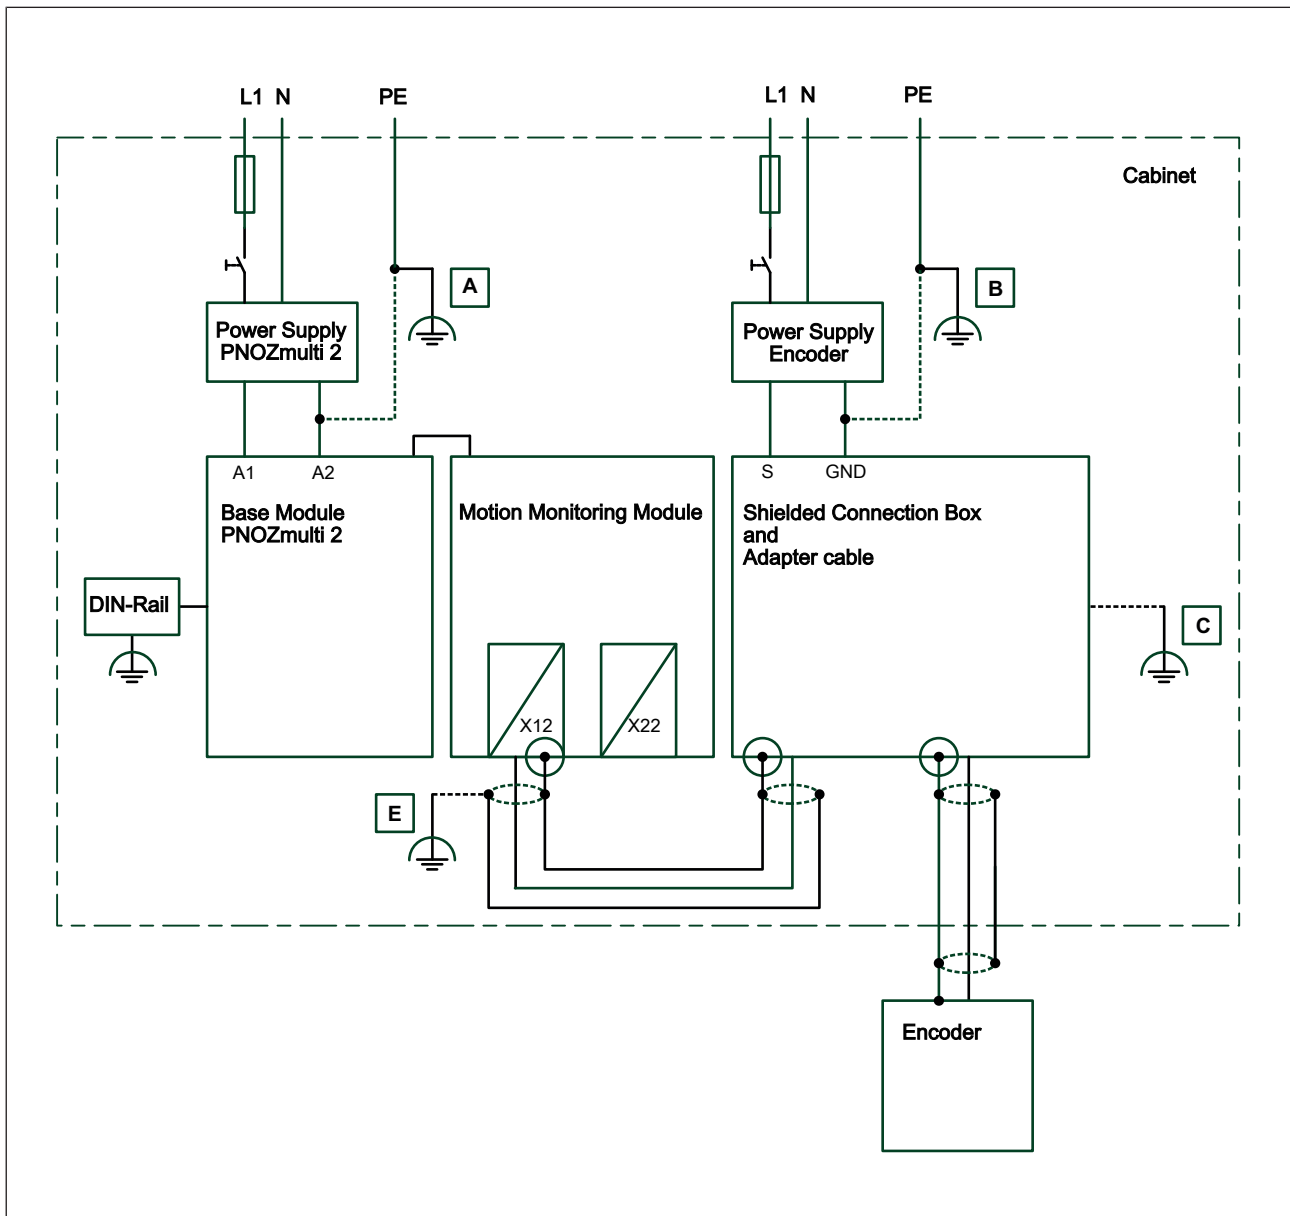 L1 N PE
L1 N PE
Cabinet
A
B
Power Supply
PNOZmulti 2
Power Supply
Encoder
A1 A2
S GND
Base Module
PNOZmulti 2
Motion Monitoring Module
Shielded Connection Box
and
Adapter cable
DIN-Rail
C
X12
X22
E
Encoder